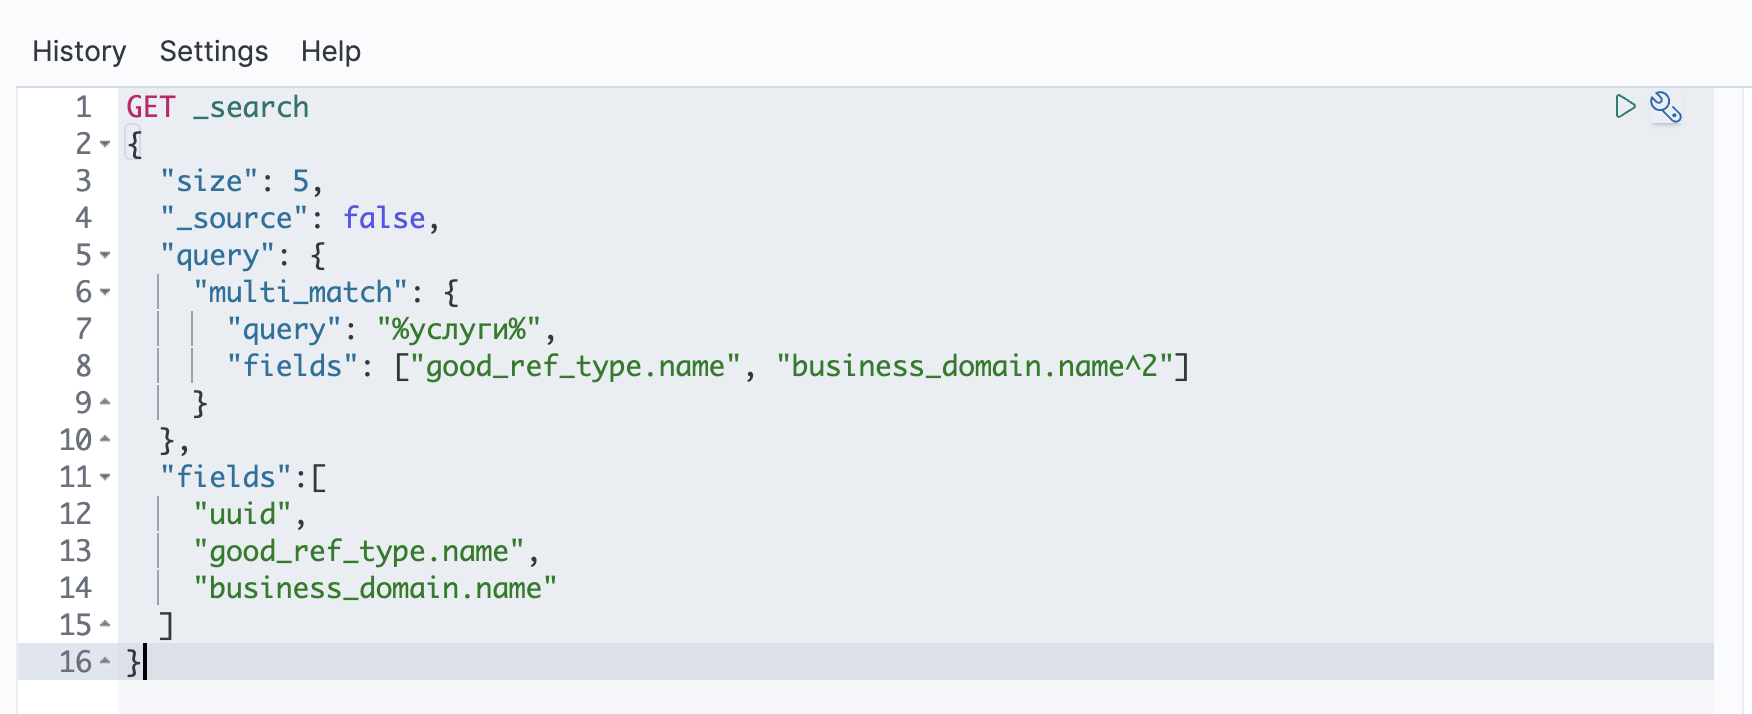 History Settings Help
1 GET _search
2 {
3 "size": 5,
4 "_source": false,
5 "query": {
6 "multi_match": {
7 "query": "%услуги%",
8 "fields": ["good_ref_type.name", "business_domain.name^2"]
9 }
10 },
11 "fields":[
12 "uuid",
13 "good_ref_type.name",
14 "business_domain.name"
15 ]
16 }